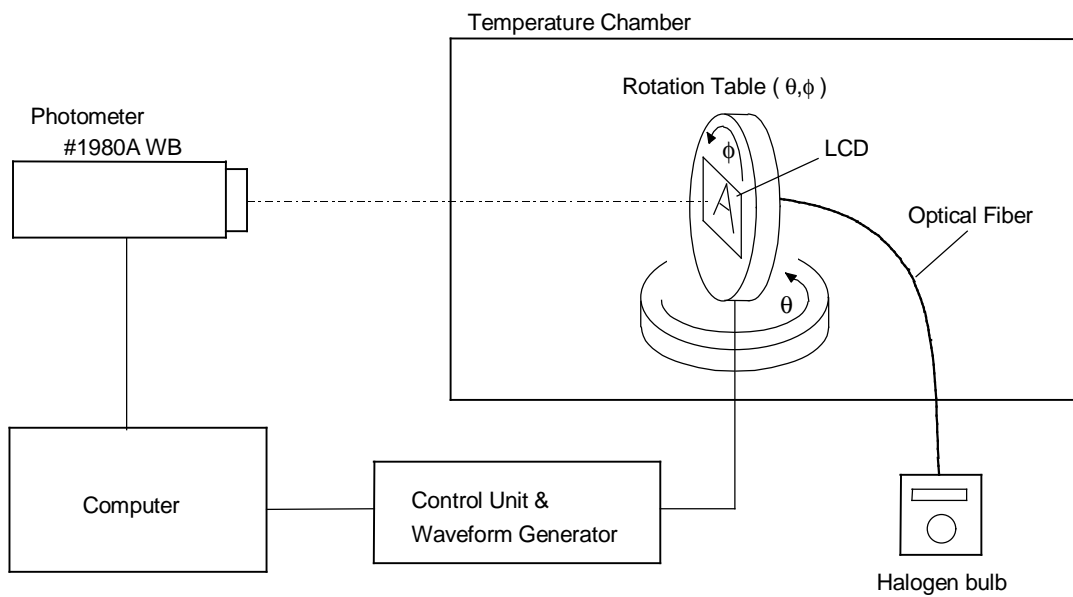 Temperature Chamber
Rotation Table ( θ,ϕ )
Photometer
#1980A WB
ϕ
LCD
A
Optical Fiber
θ
Computer
Control Unit &
Waveform Generator
Halogen bulb